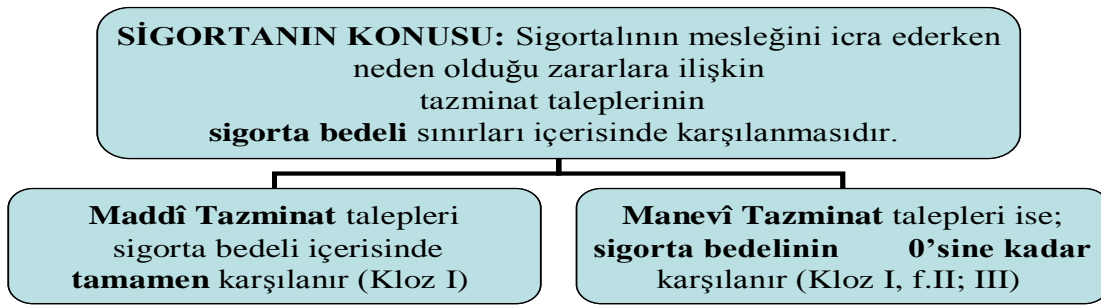 SİGORTANIN KONUSU: Sigortalının mesleğini icra ederken
neden olduğu zararlara ilişkin
tazminat taleplerinin
sigorta bedeli sınırları içerisinde karşılanmasıdır.
Maddî Tazminat talepleri
sigorta bedeli içerisinde
tamamen karşılanır (Kloz I)
Manevî Tazminat talepleri ise;
sigorta bedelinin 0’sine kadar
karşılanır (Kloz I, f.II; III)